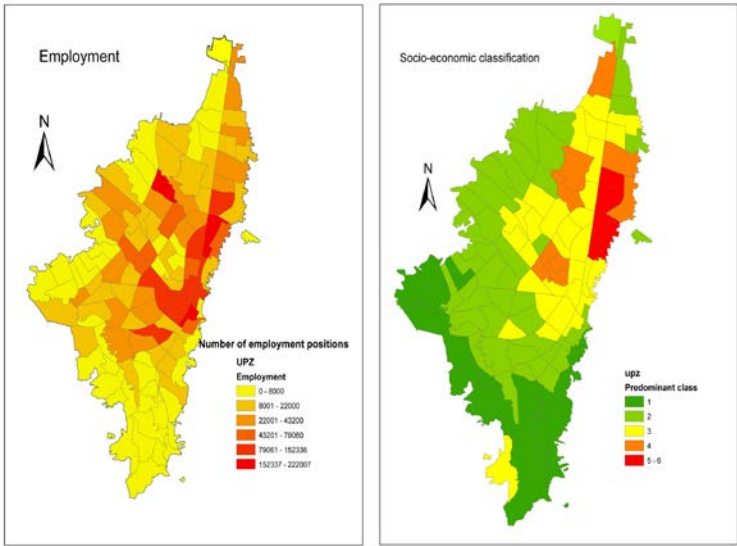 Employment
N
Number of employment positions
UPZ
Employment
0 - 8000
8001 - 22000
22001 - 43200
43201 - 79060
79061 - 152336
152337 - 222007
Socio-economic classification
N
upz
Predominant class
1
2
3
4
5 - 6